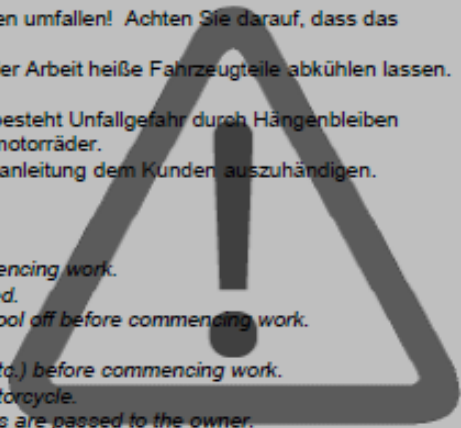 en umfallen! Achten Sie darauf, dass das
er Arbeit heiße Fahrzeugteile abkühlen lassen.
besteht Unfallgefahr durch Hängenbleiben
motorräder.
anleitung dem Kunden auszuhändigen.
encing work.
ed.
ool off before commencing work.
tc.) before commencing work.
torcycle.
s are passed to the owner.